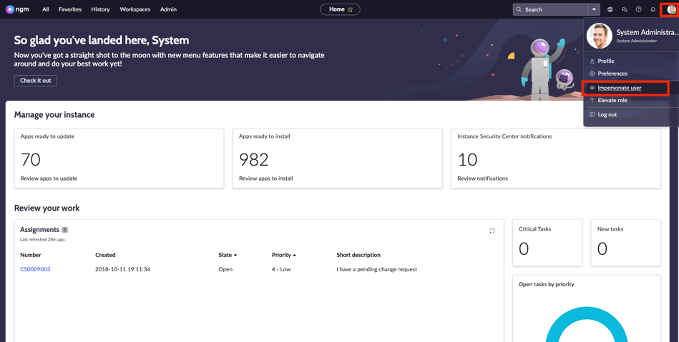 ngm All Favorites History Workspaces Admin Home Search
System Administra...
System Administrator
Profile
Preferences
Impersonate user
Elevate role
Log out
So glad you've landed here, System
Now you've got a straight shot to the moon with new menu features that make it easier to navigate
around and do your best work yet!
Check it out
Manage your instance
Apps ready to update
70
Review apps to update
Apps ready to install
982
Review apps to install
Instance Security Center notifications
10
Review notifications
Review your work
Assignments
Last refreshed 28m ago.
Number Created State Priority Short description
CS0009003 2018-10-11 19:11:34 Open 4 - Low I have a pending change request
Critical Tasks
0
New tasks
0
Open tasks by priority